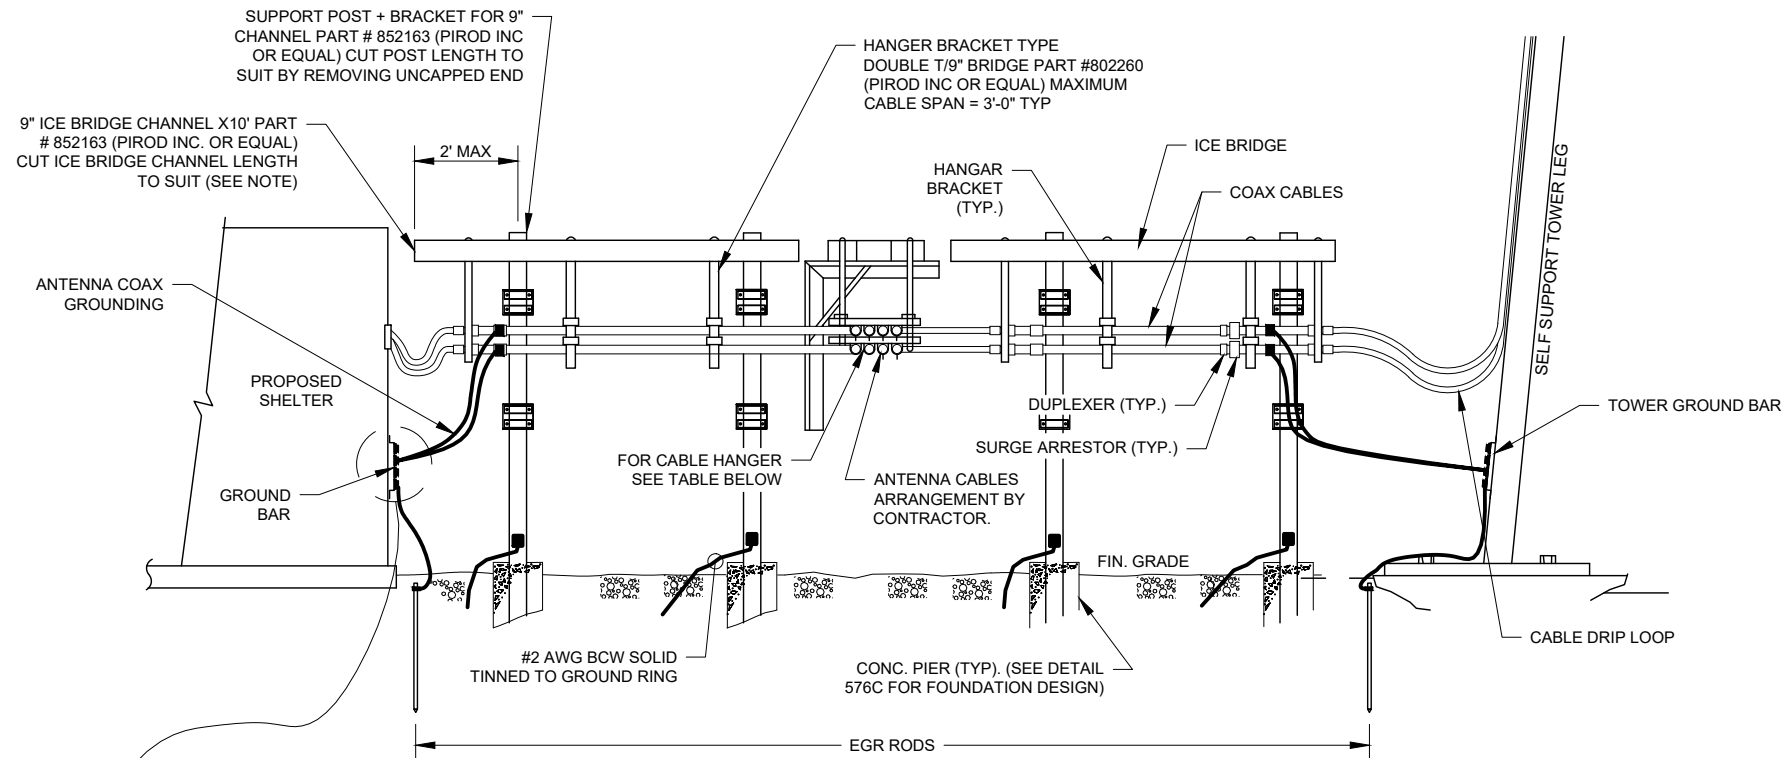 SUPPORT POST + BRACKET FOR 9"
CHANNEL PART # 852163 (PIROD INC
OR EQUAL) CUT POST LENGTH TO
SUIT BY REMOVING UNCAPPED END
HANGER BRACKET TYPE
DOUBLE T/9" BRIDGE PART #802260
(PIROD INC OR EQUAL) MAXIMUM
CABLE SPAN = 3'-0" TYP
9" ICE BRIDGE CHANNEL X10' PART
# 852163 (PIROD INC. OR EQUAL)
CUT ICE BRIDGE CHANNEL LENGTH
TO SUIT (SEE NOTE)
2' MAX
ICE BRIDGE
HANGAR
BRACKET
(TYP.)
COAX CABLES
SELF SUPPORT TOWER LEG
ANTENNA COAX
GROUNDING
PROPOSED
SHELTER
DUPLEXER (TYP.)
TOWER GROUND BAR
SURGE ARRESTOR (TYP.)
FOR CABLE HANGER
SEE TABLE BELOW
ANTENNA CABLES
ARRANGEMENT BY
CONTRACTOR.
GROUND
BAR
FIN. GRADE
CABLE DRIP LOOP
#2 AWG BCW SOLID
TINNED TO GROUND RING
CONC. PIER (TYP). (SEE DETAIL
576C FOR FOUNDATION DESIGN)
EGR RODS